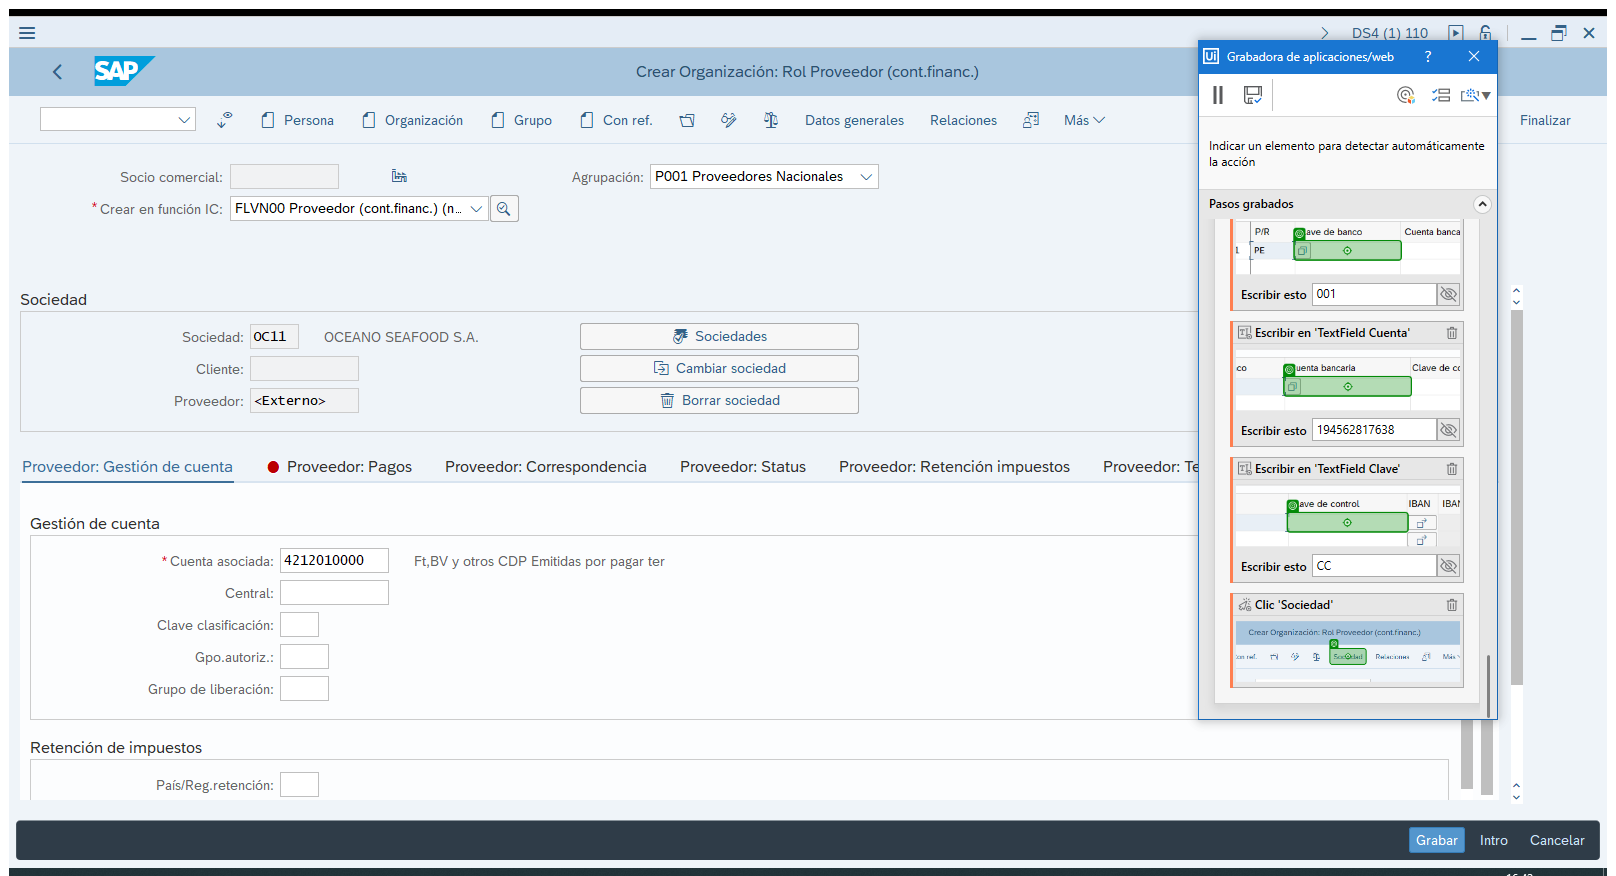 DS4 (1) 110
SAP
Crear Organización: Rol Proveedor (cont.financ.)
Persona
Organización
Grupo
Con ref.
Datos generales
Relaciones
Más
Finalizar
Socio comercial:
Agrupación: P001 Proveedores Nacionales
* Crear en función IC: FLVN00 Proveedor (cont.financ.) (n...
Sociedad
Sociedad: OC11 OCEANO SEAFOOD S.A.
Sociedades
Cliente:
Cambiar sociedad
Proveedor: <Externo>
Borrar sociedad
Proveedor: Gestión de cuenta
Proveedor: Pagos
Proveedor: Correspondencia
Proveedor: Status
Proveedor: Retención impuestos
Proveedor: Te
Gestión de cuenta
* Cuenta asociada: 4212010000 Ft,BV y otros CDP Emitidas por pagar ter
Central:
Clave clasificación:
Gpo.autoriz.:
Grupo de liberación:
Retención de impuestos
País/Reg.retención:
Grabar
Intro
Cancelar
Ui Grabadora de aplicaciones/web ?
Indicar un elemento para detectar automáticamente
la acción
Pasos grabados
P/R ave de banco Cuenta banca
1 PE
Escribir esto 001
Escribir en 'TextField Cuenta'
co uenta bancaria Clave de co
Escribir esto 194562817638
Escribir en 'TextField Clave'
ave de control IBAN IBAN
Escribir esto CC
Clic 'Sociedad'
Crear Organización: Rol Proveedor (cont.financ.)
on ref. Sociedad Relaciones Más